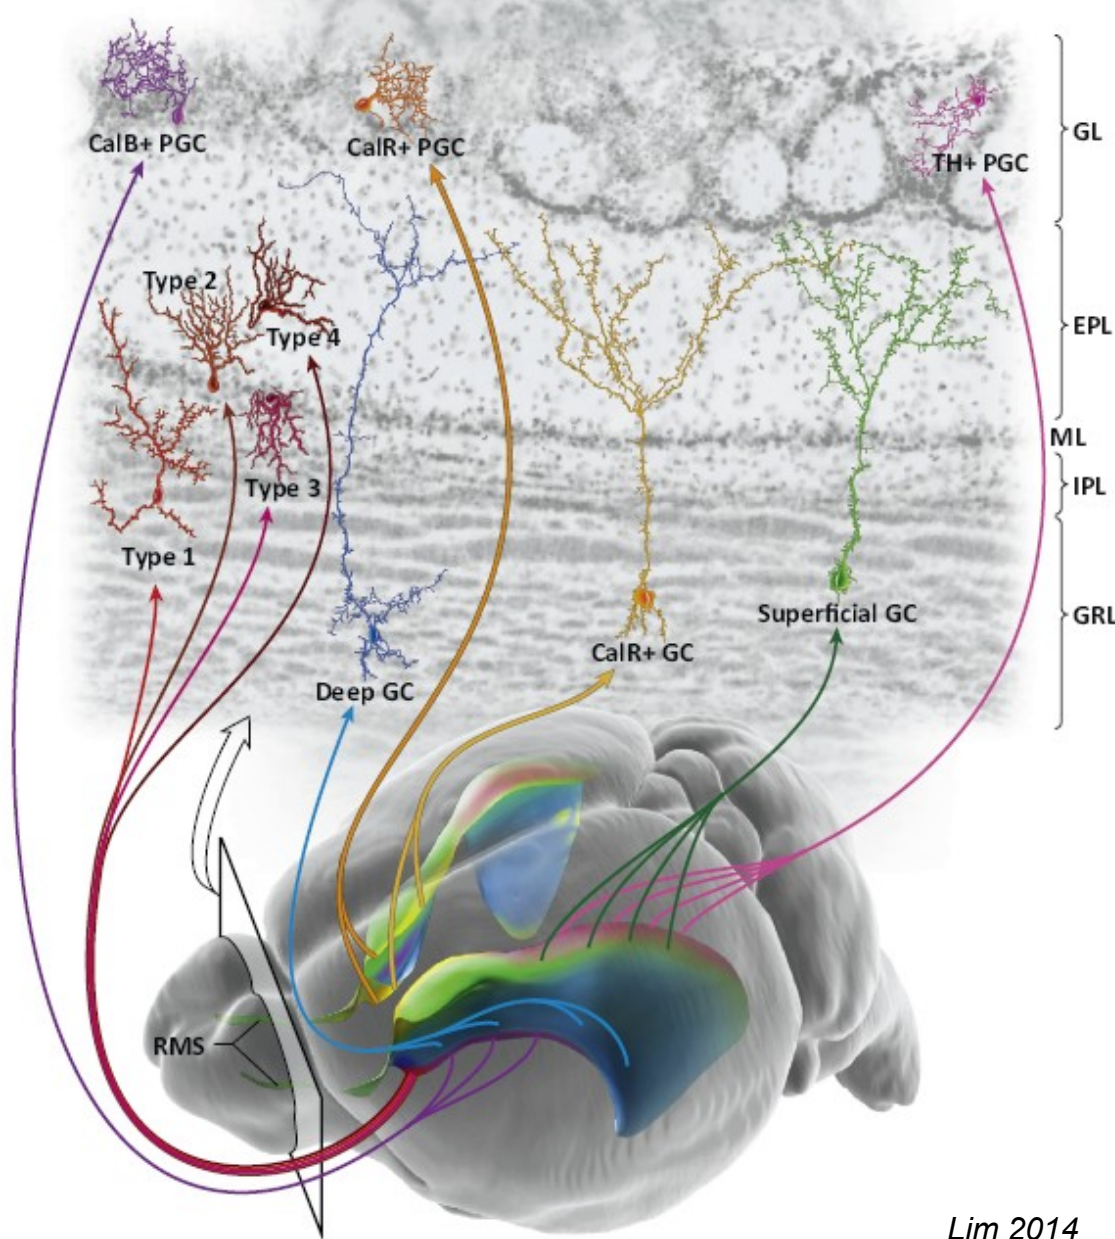 CalB+ PGC
CalR+ PGC
TH+ PGC
GL
Type 2
Type 4
EPL
ML
Type 3
IPL
Type 1
Superficial GC
GRL
CalR+ GC
Deep GC
RMS
Lim 2014